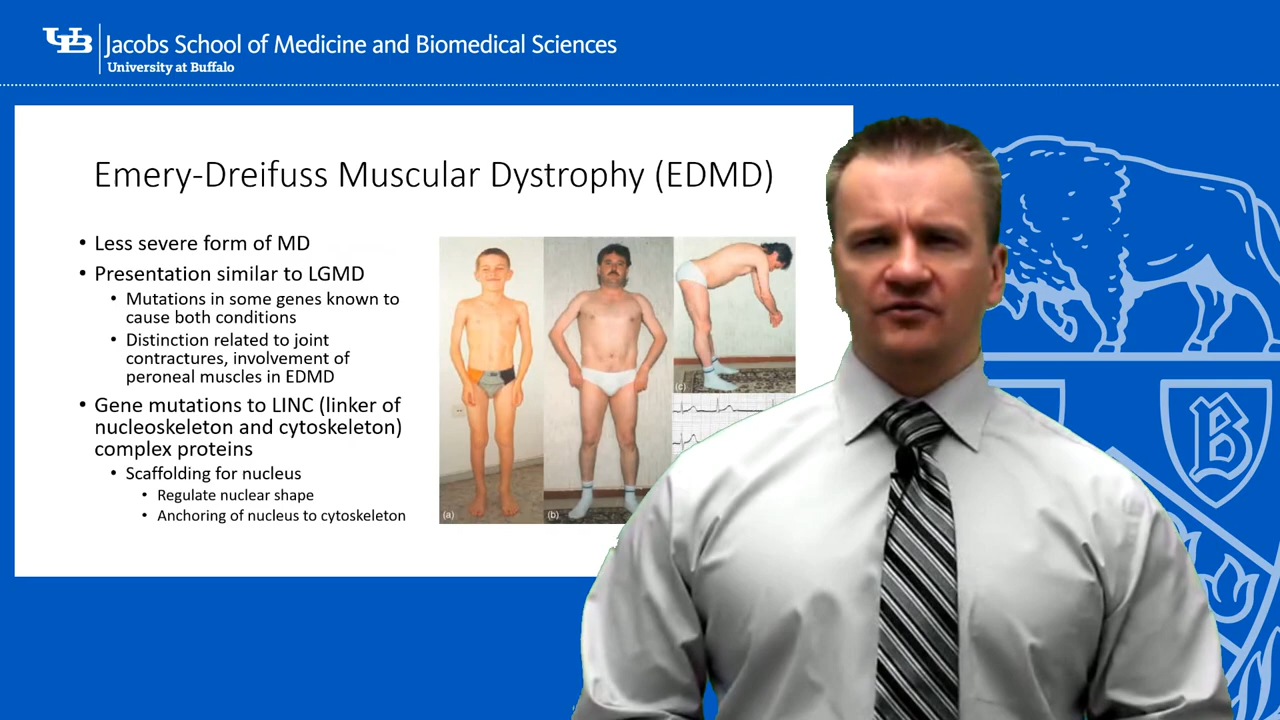 UB
Jacobs School of Medicine and Biomedical Sciences
University at Buffalo
Emery-Dreifuss Muscular Dystrophy (EDMD)
• Less severe form of MD
• Presentation similar to LGMD
• Mutations in some genes known to
cause both conditions
• Distinction related to joint
contractures, involvement of
peroneal muscles in EDMD
• Gene mutations to LINC (linker of
nucleoskeleton and cytoskeleton)
complex proteins
• Scaffolding for nucleus
• Regulate nuclear shape
• Anchoring of nucleus to cytoskeleton
(a)
(b)
(c)
B